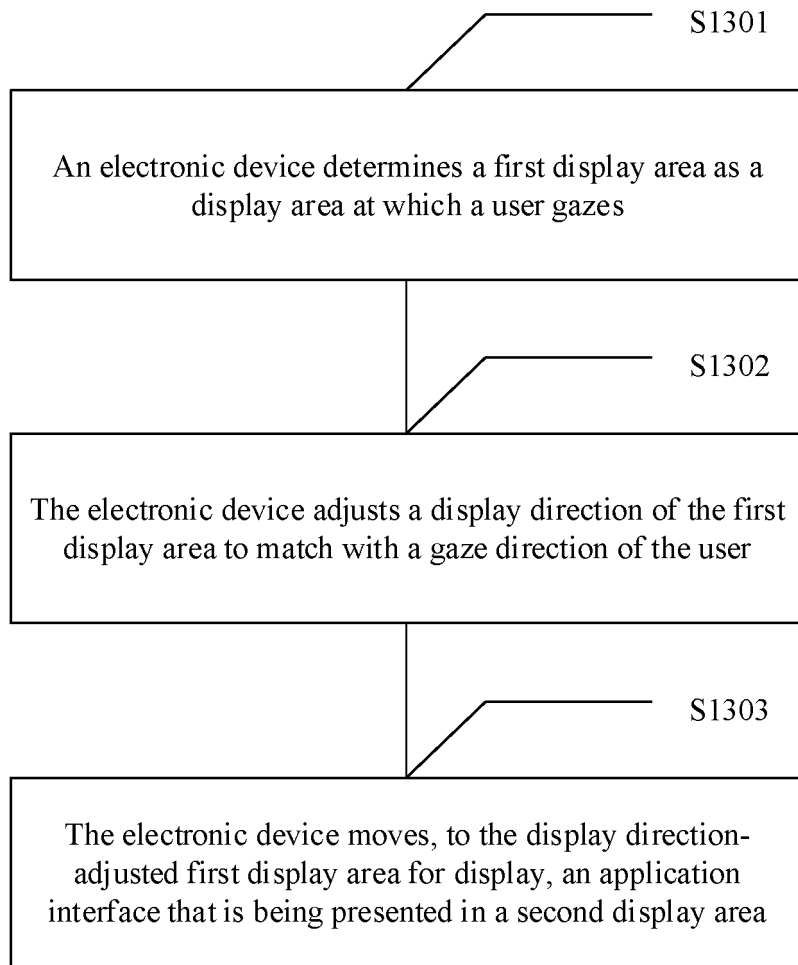 S1301
An electronic device determines a first display area as a
display area at which a user gazes
S1302
The electronic device adjusts a display direction of the first
display area to match with a gaze direction of the user
S1303
The electronic device moves, to the display direction-
adjusted first display area for display, an application
interface that is being presented in a second display area